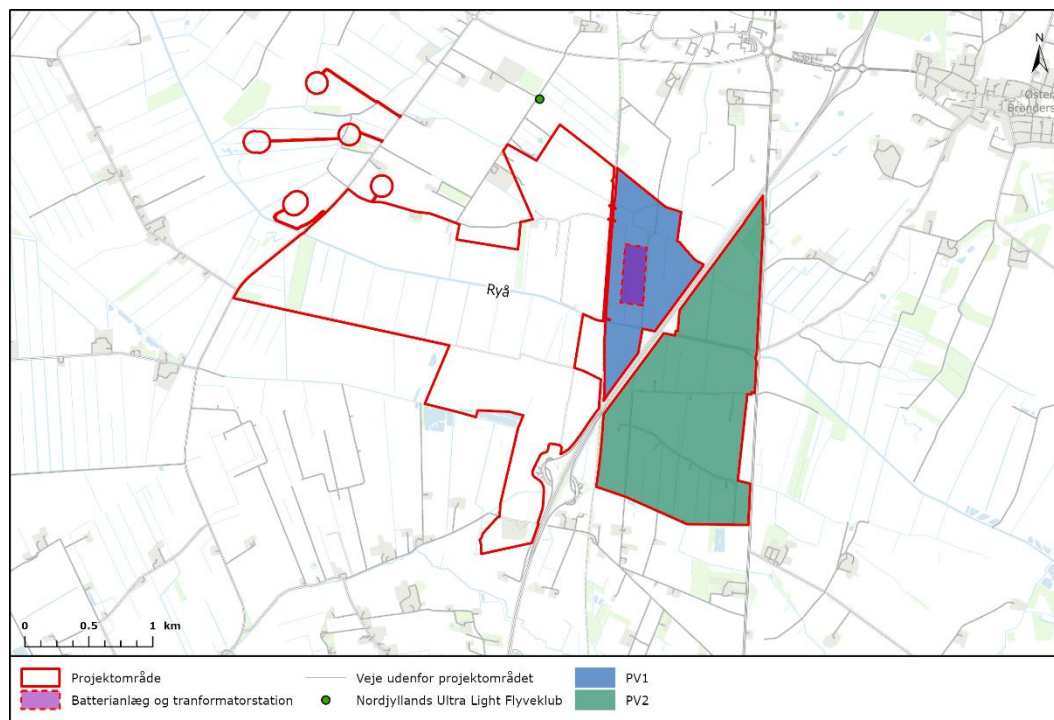 N
Øster
Brønders
Ryå
0 0.5 1 km
Projektområde
Veje udenfor projektområdet
PV1
Batterianlæg og tranformatorstation
Nordjyllands Ultra Light Flyveklub
PV2